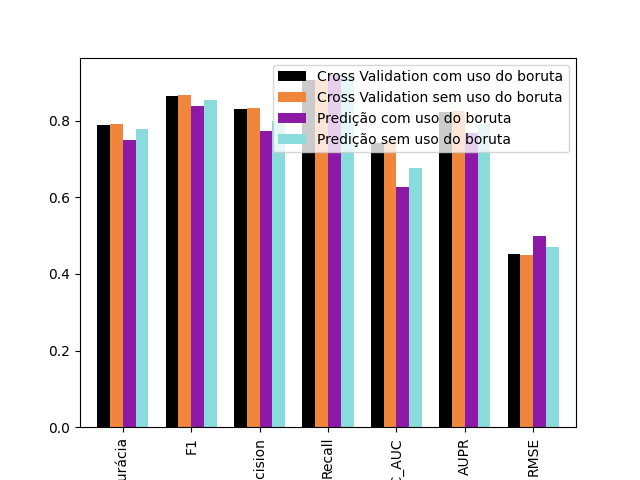 Cross Validation com uso do boruta
Cross Validation sem uso do boruta
Predição com uso do boruta
Predição sem uso do boruta
0.8
0.6
0.4
0.2
0.0
urácia
F1
cision
Recall
C_AUC
AUPR
RMSE